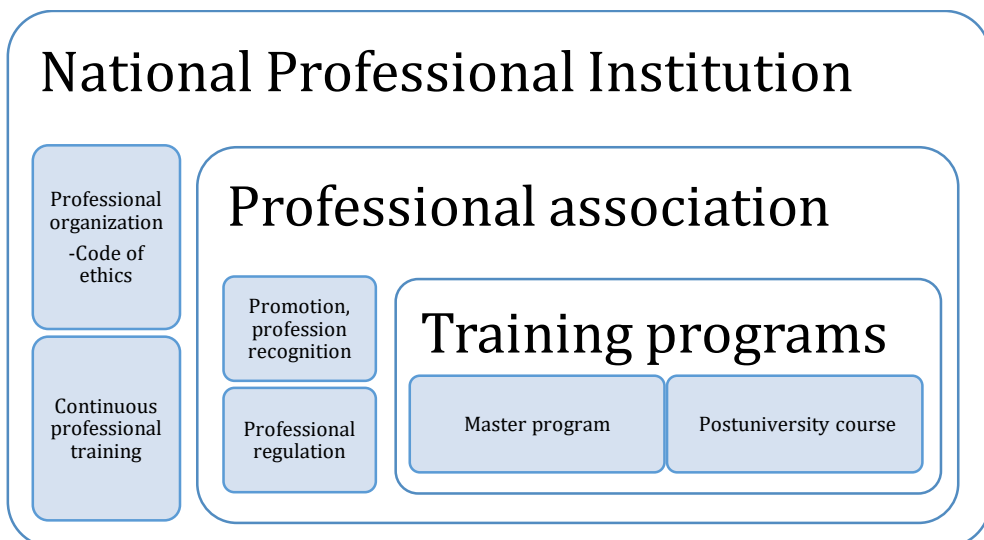 National Professional Institution
Professional
organization
-Code of
ethics
Continuous
professional
training
Professional association
Promotion,
profession
recognition
Professional
regulation
Training programs
Master program
Postuniversity course